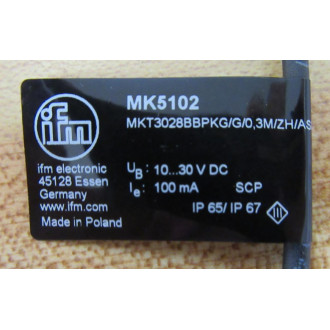 MK5102
MKT3028BBPKG/G/0,3M/ZH/AS
ifm
ifm electronic
45128 Essen
Germany
www.ifm.com
Made in Poland
UB: 10...30 V DC
Ie: 100 mA SCP
IP 65/ IP 67 III